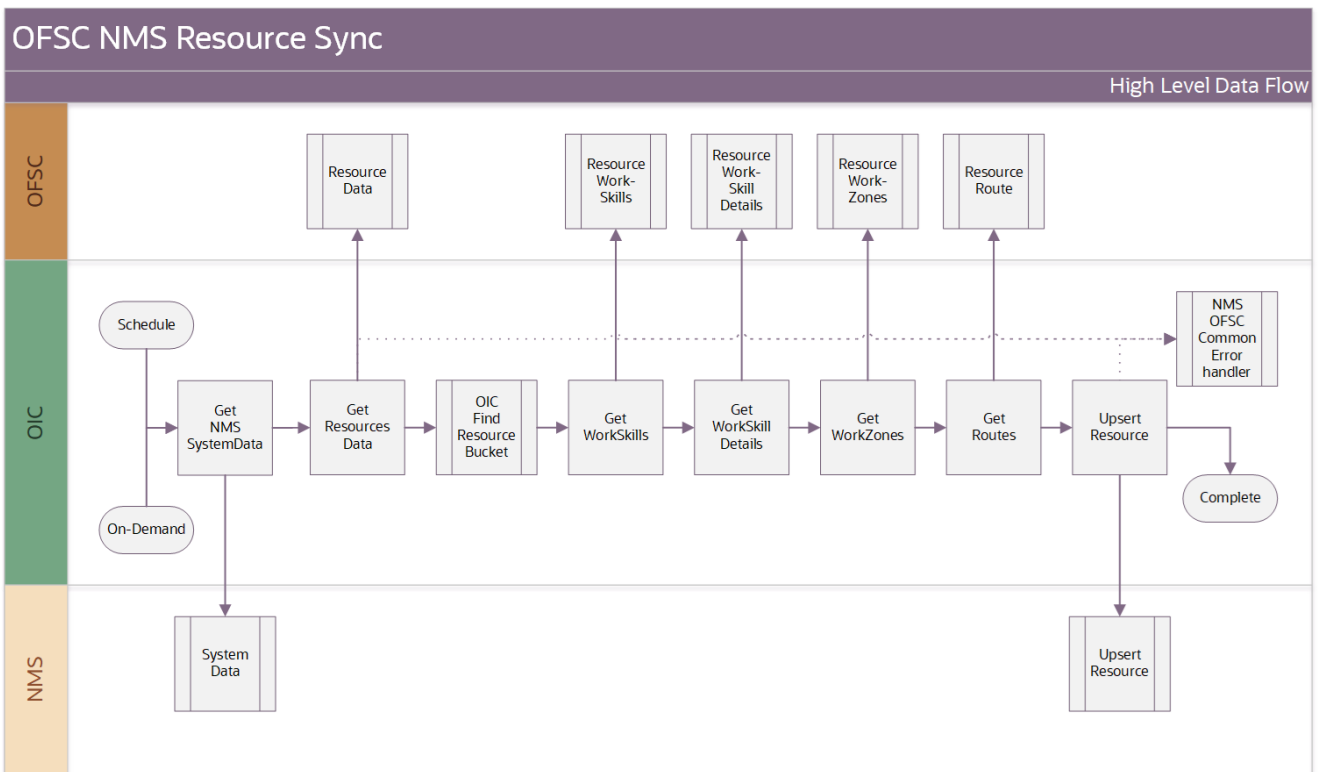 OFSC NMS Resource Sync
High Level Data Flow
OFSC
Resource
Data
Resource
Work-
Skills
Resource
Work-
Skill
Details
Resource
Work-
Zones
Resource
Route
OIC
Schedule
On-Demand
Get
NMS
SystemData
Get
Resources
Data
OIC
Find
Resource
Bucket
Get
WorkSkills
Get
WorkSkill
Details
Get
WorkZones
Get
Routes
Upsert
Resource
NMS
OFSC
Common
Error
handler
Complete
NMS
System
Data
Upsert
Resource